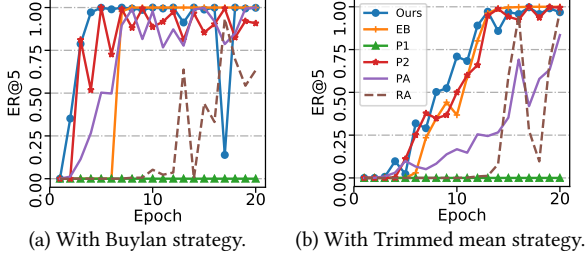 1.00
0.75
0.50
0.25
0.00
ER@5
10
20
Epoch
(a) With Buylan strategy.
1.00
0.75
0.50
0.25
0.00
ER@5
Ours
EB
P1
P2
PA
RA
10
20
Epoch
(b) With Trimmed mean strategy.